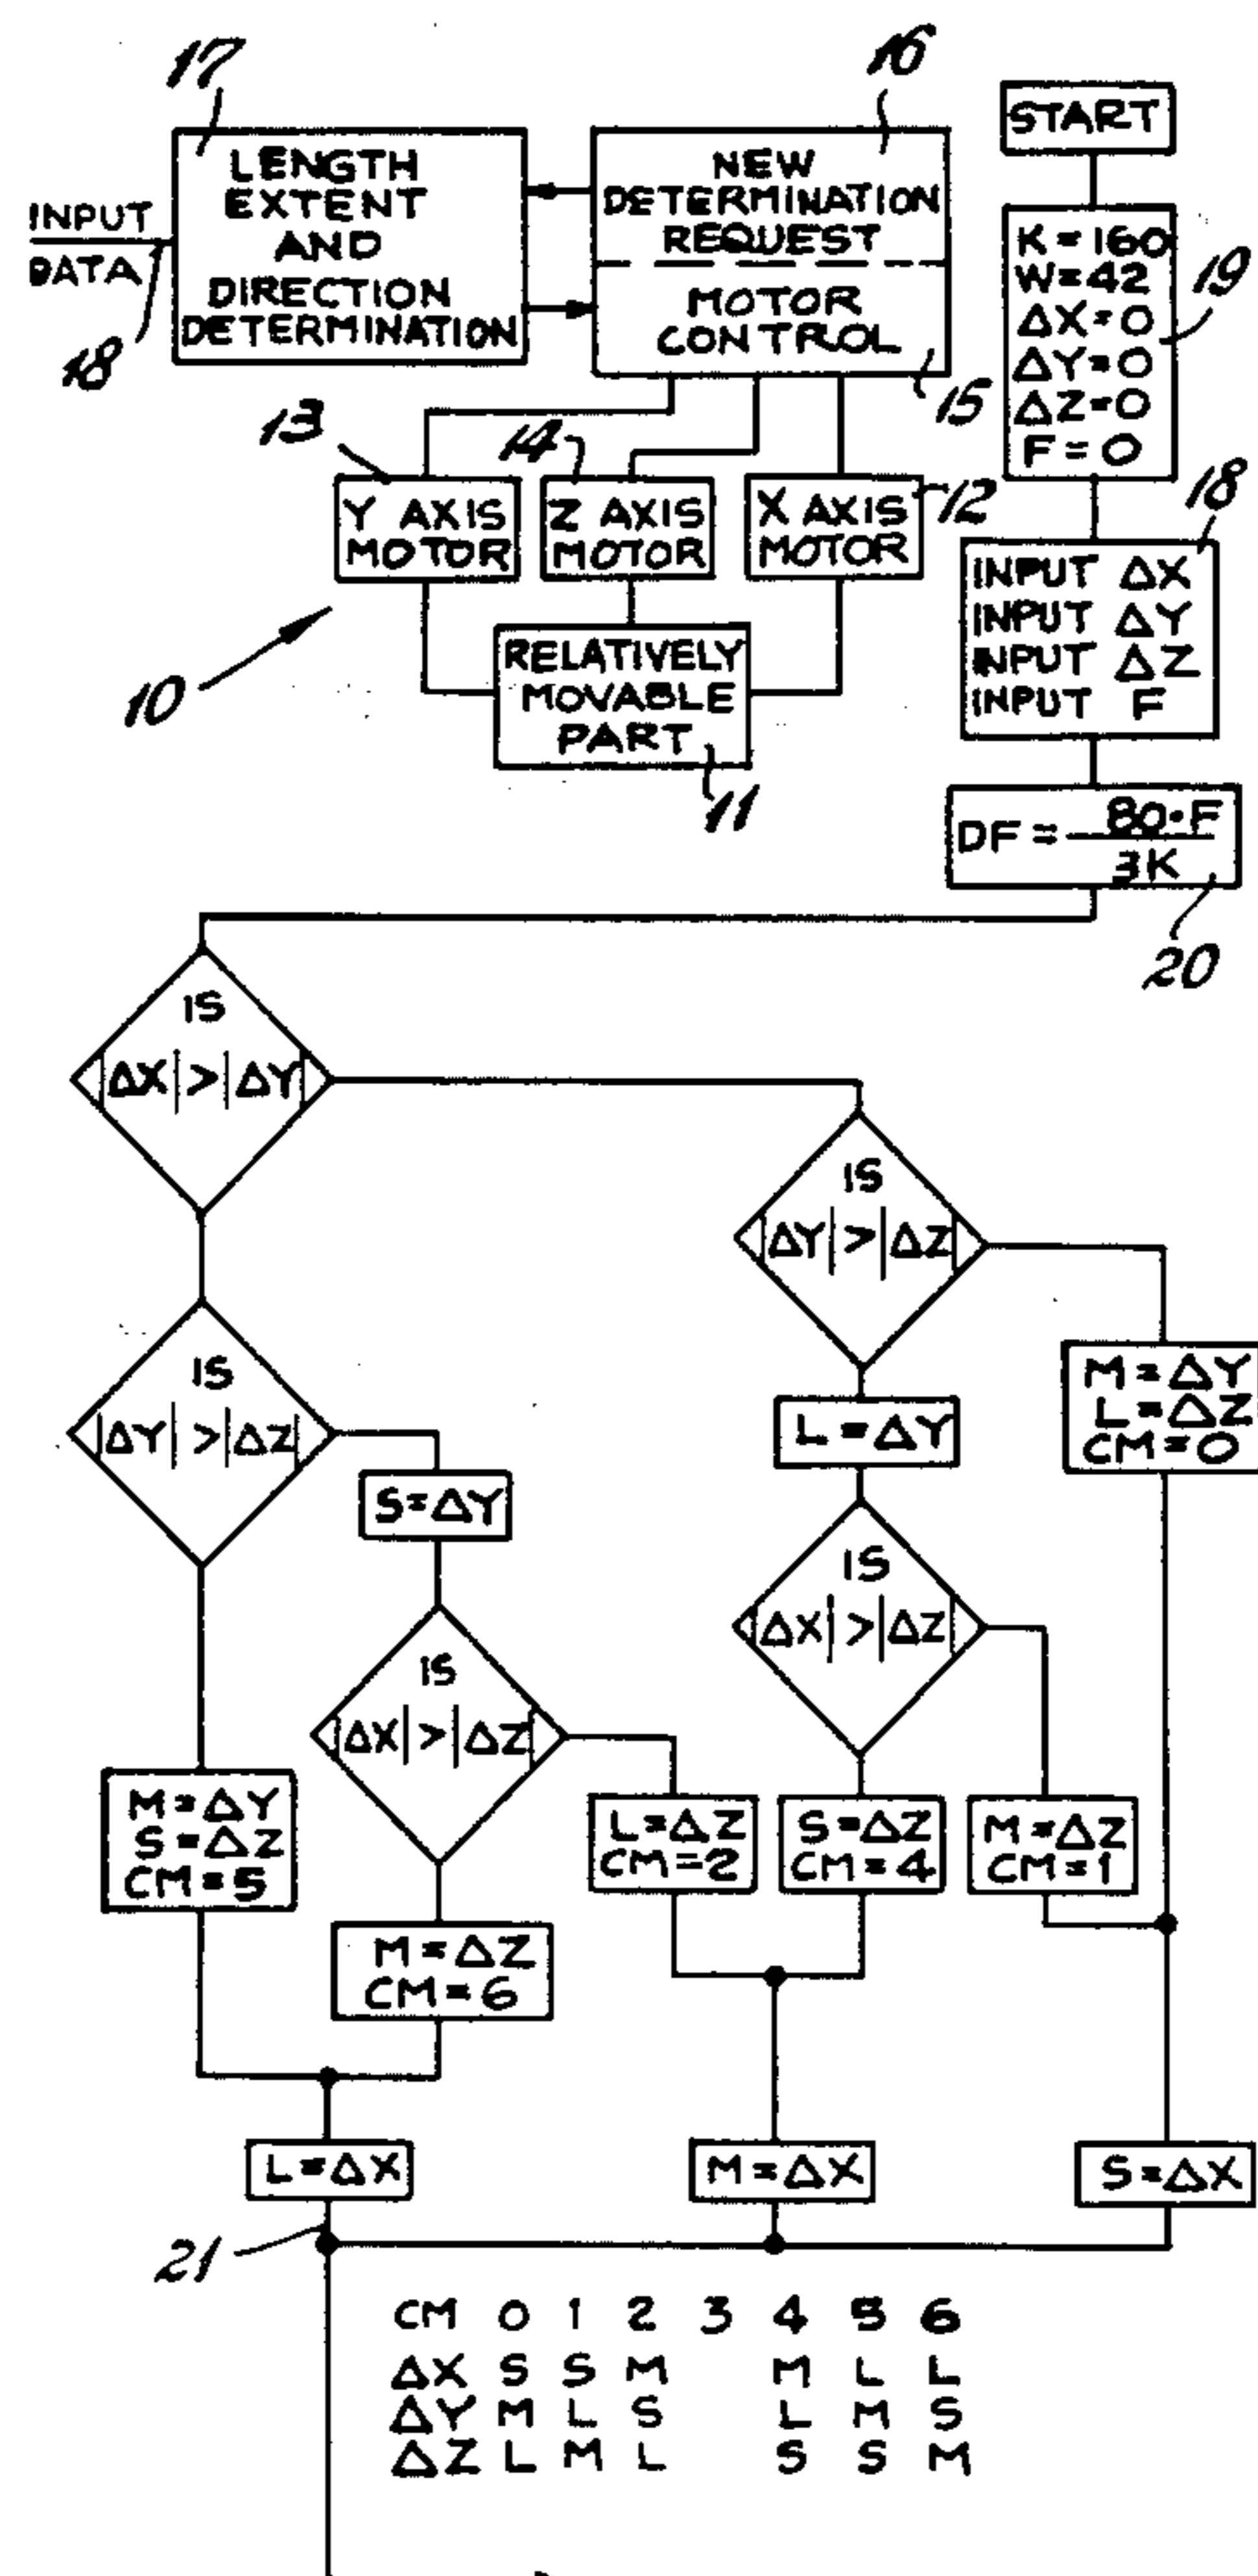 17
LENGTH
EXTENT
AND
DIRECTION
DETERMINATION
INPUT
DATA
18
16
NEW
DETERMINATION
REQUEST
MOTOR
CONTROL
15
13
Y AXIS
MOTOR
14
Z AXIS
MOTOR
X AXIS
MOTOR
12
10
RELATIVELY
MOVABLE
PART
11
START
K = 160
W = 42
ΔX = 0
ΔY = 0
ΔZ = 0
F = 0
19
18
INPUT ΔX
INPUT ΔY
INPUT ΔZ
INPUT F
DF = 80·F
3K
20
IS
|ΔX| > |ΔY|
IS
|ΔY| > |ΔZ|
IS
|ΔY| > |ΔZ|
M = ΔY
L = ΔZ
CM = 0
L = ΔY
S = ΔY
IS
|ΔX| > |ΔZ|
IS
|ΔX| > |ΔZ|
M = ΔY
S = ΔZ
CM = 5
L = ΔZ
CM = 2
S = ΔZ
CM = 4
M = ΔZ
CM = 1
M = ΔZ
CM = 6
L = ΔX
M = ΔX
S = ΔX
21
CM 0 1 2 3 4 5 6
ΔX S S M M L L
ΔY M L S L M S
ΔZ L M L S S M